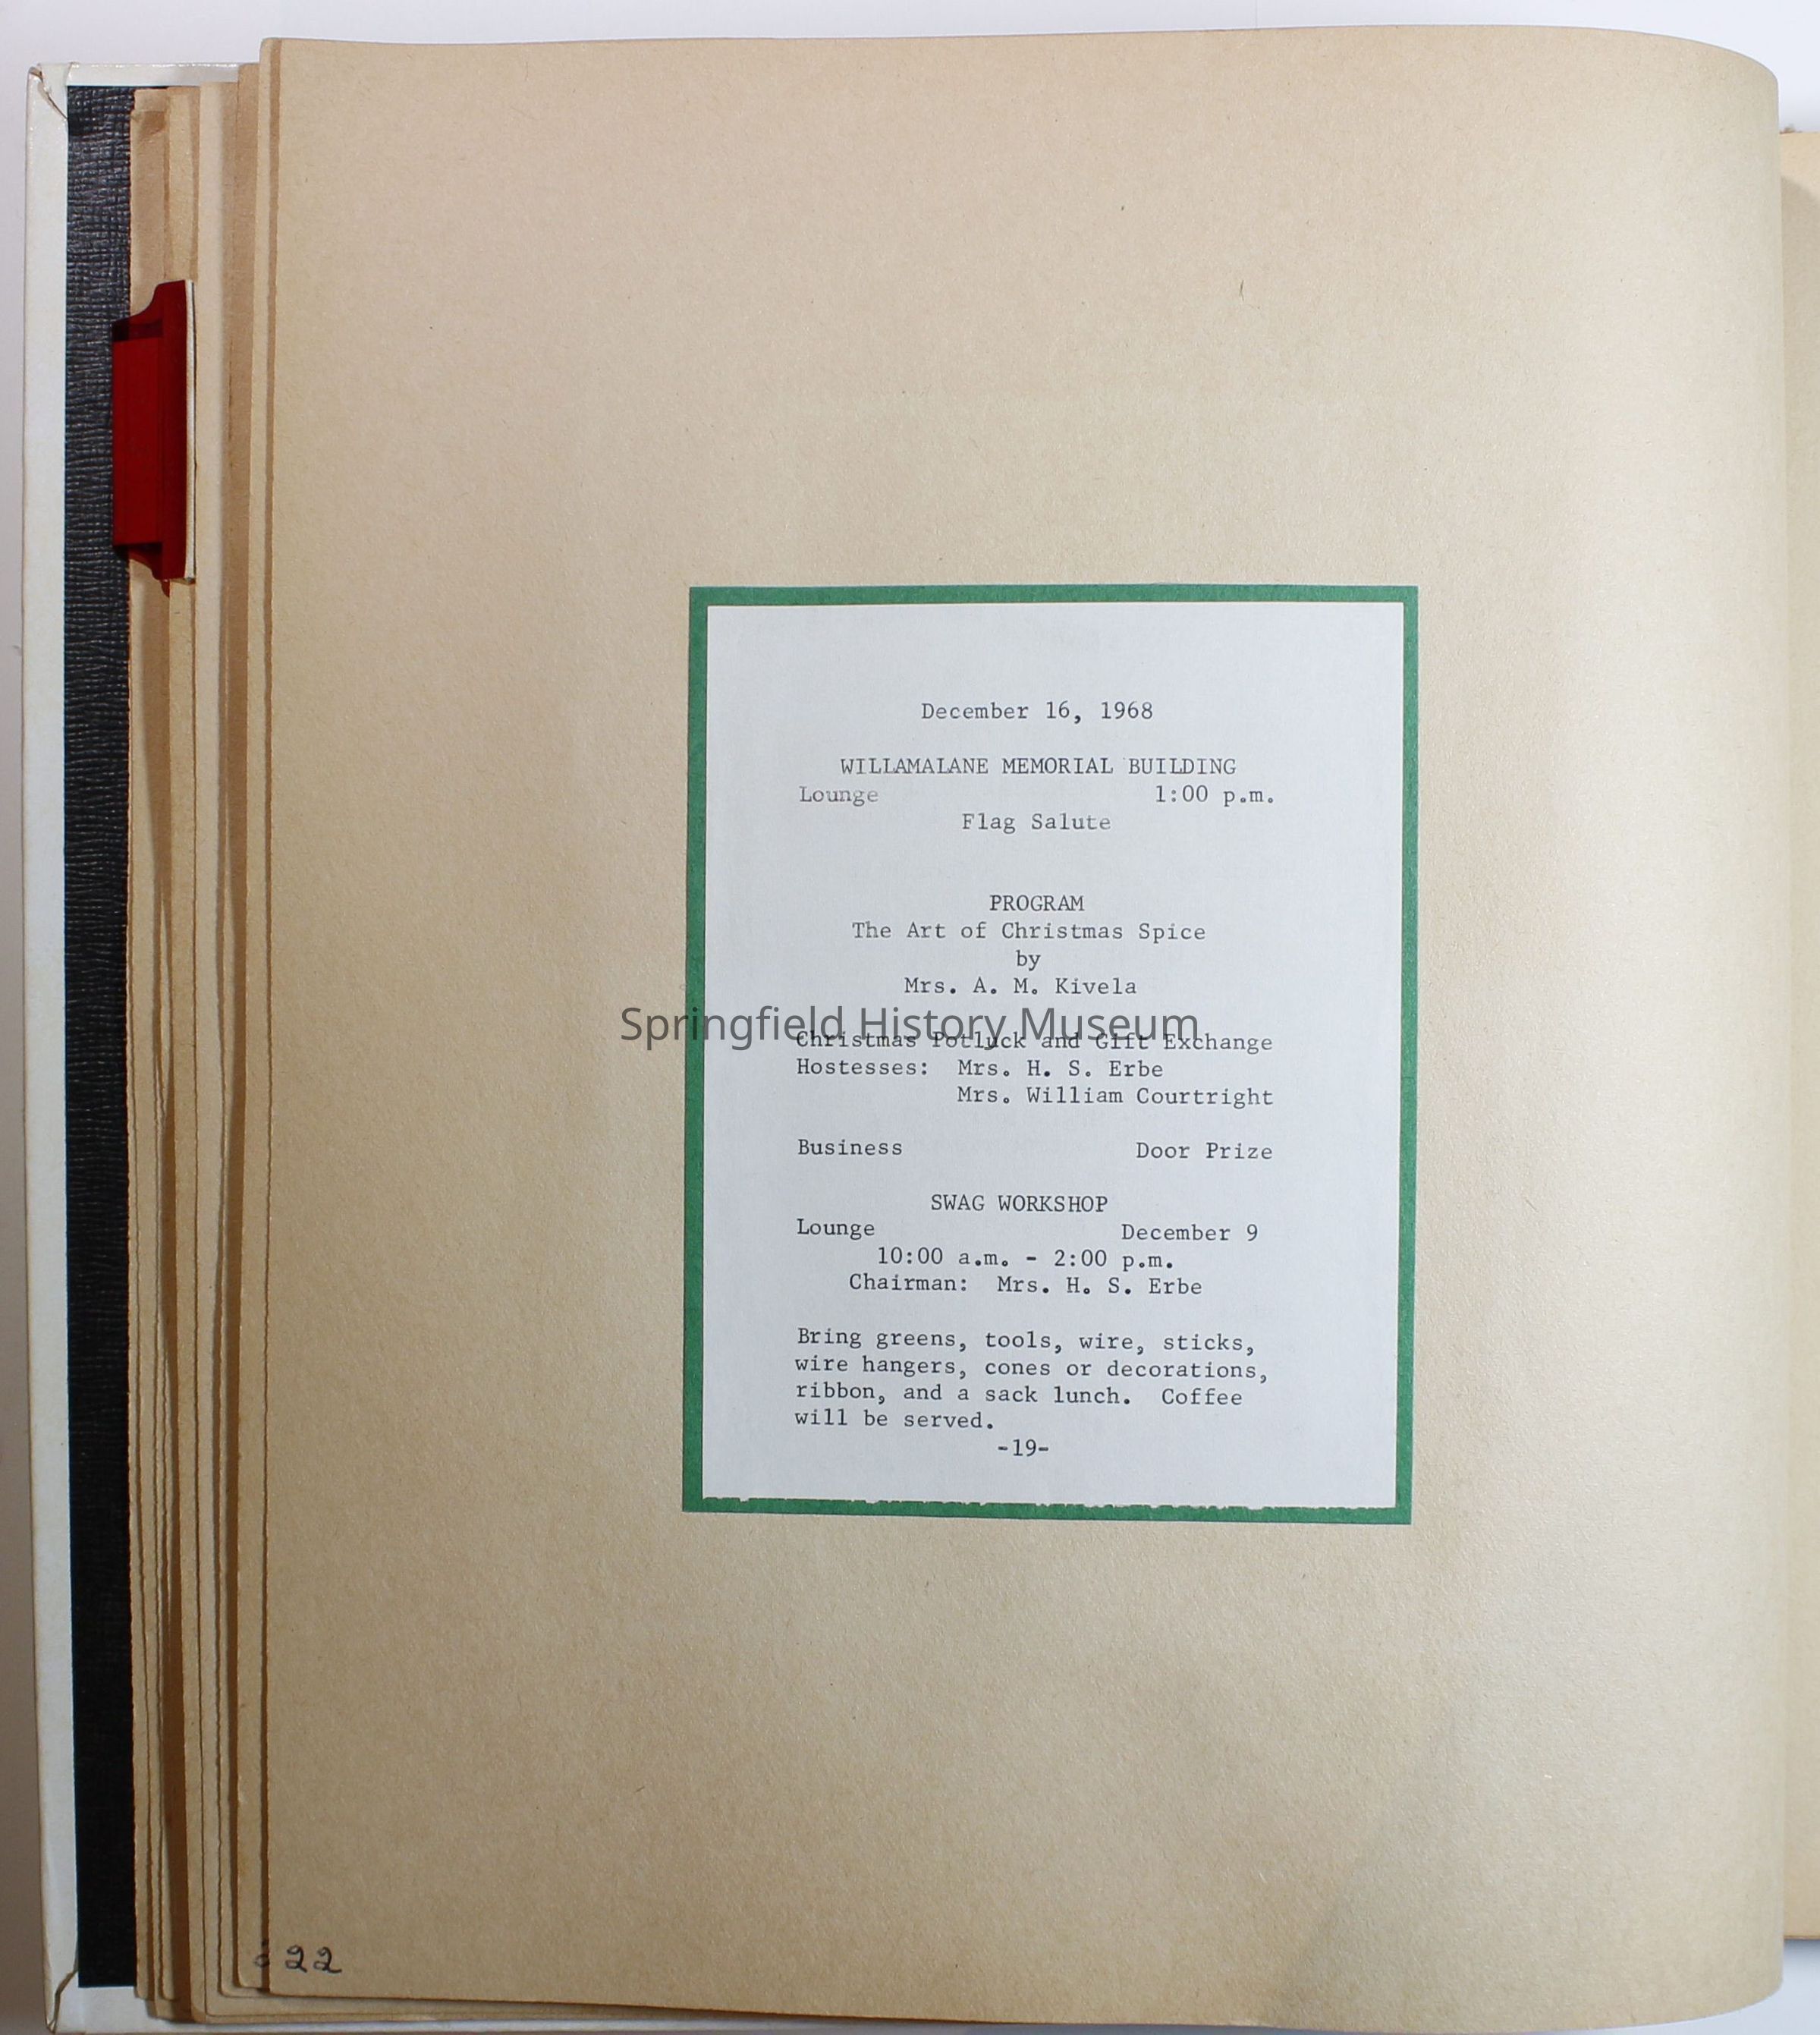 December 16, 1968
WILLAMALANE MEMORIAL BUILDING
Lounge 1:00 p.m.
Flag Salute
PROGRAM
The Art of Christmas Spice
by
Mrs. A. M. Kivela
Springfield History Museum
Christmas Potluck and Gift Exchange
Hostesses: Mrs. H. S. Erbe
Mrs. William Courtright
Business Door Prize
SWAG WORKSHOP
Lounge December 9
10:00 a.m. - 2:00 p.m.
Chairman: Mrs. H. S. Erbe
Bring greens, tools, wire, sticks,
wire hangers, cones or decorations,
ribbon, and a sack lunch. Coffee
will be served.
-19-
22